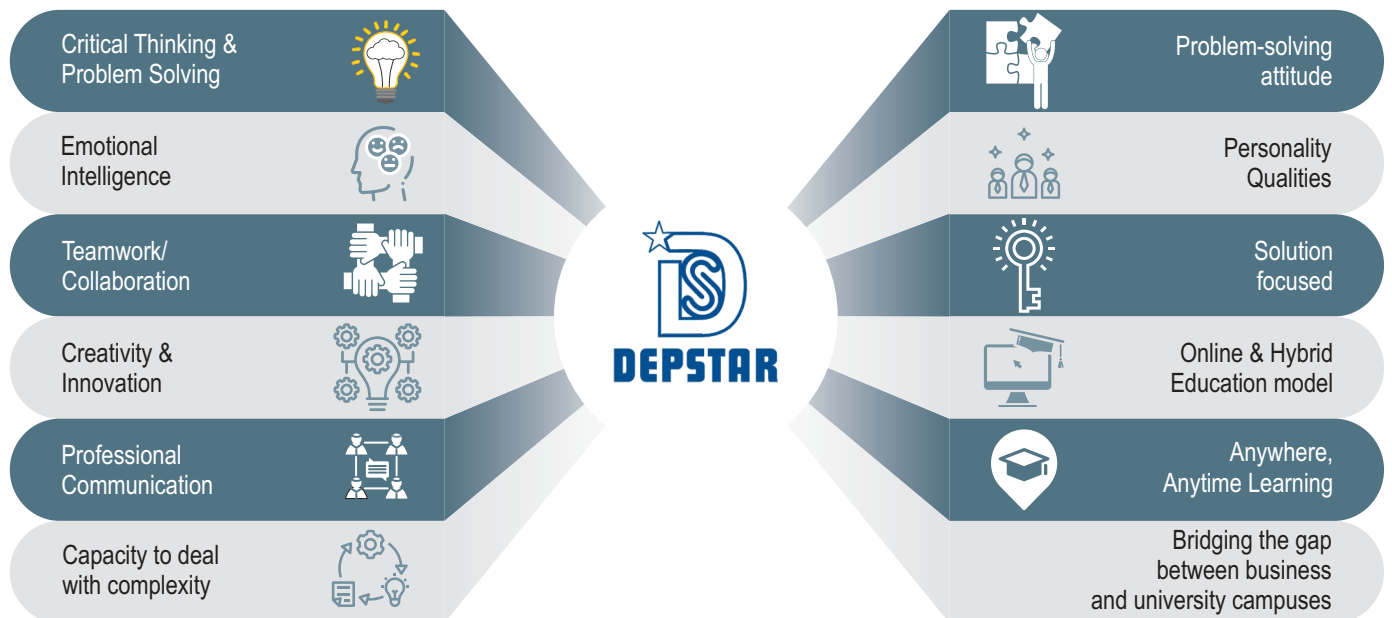 Critical Thinking &
Problem Solving
Emotional
Intelligence
Teamwork/
Collaboration
Creativity &
Innovation
Professional
Communication
Capacity to deal
with complexity
DS
DEPSTAR
Problem-solving
attitude
Personality
Qualities
Solution
focused
Online & Hybrid
Education model
Anywhere,
Anytime Learning
Bridging the gap
between business
and university campuses